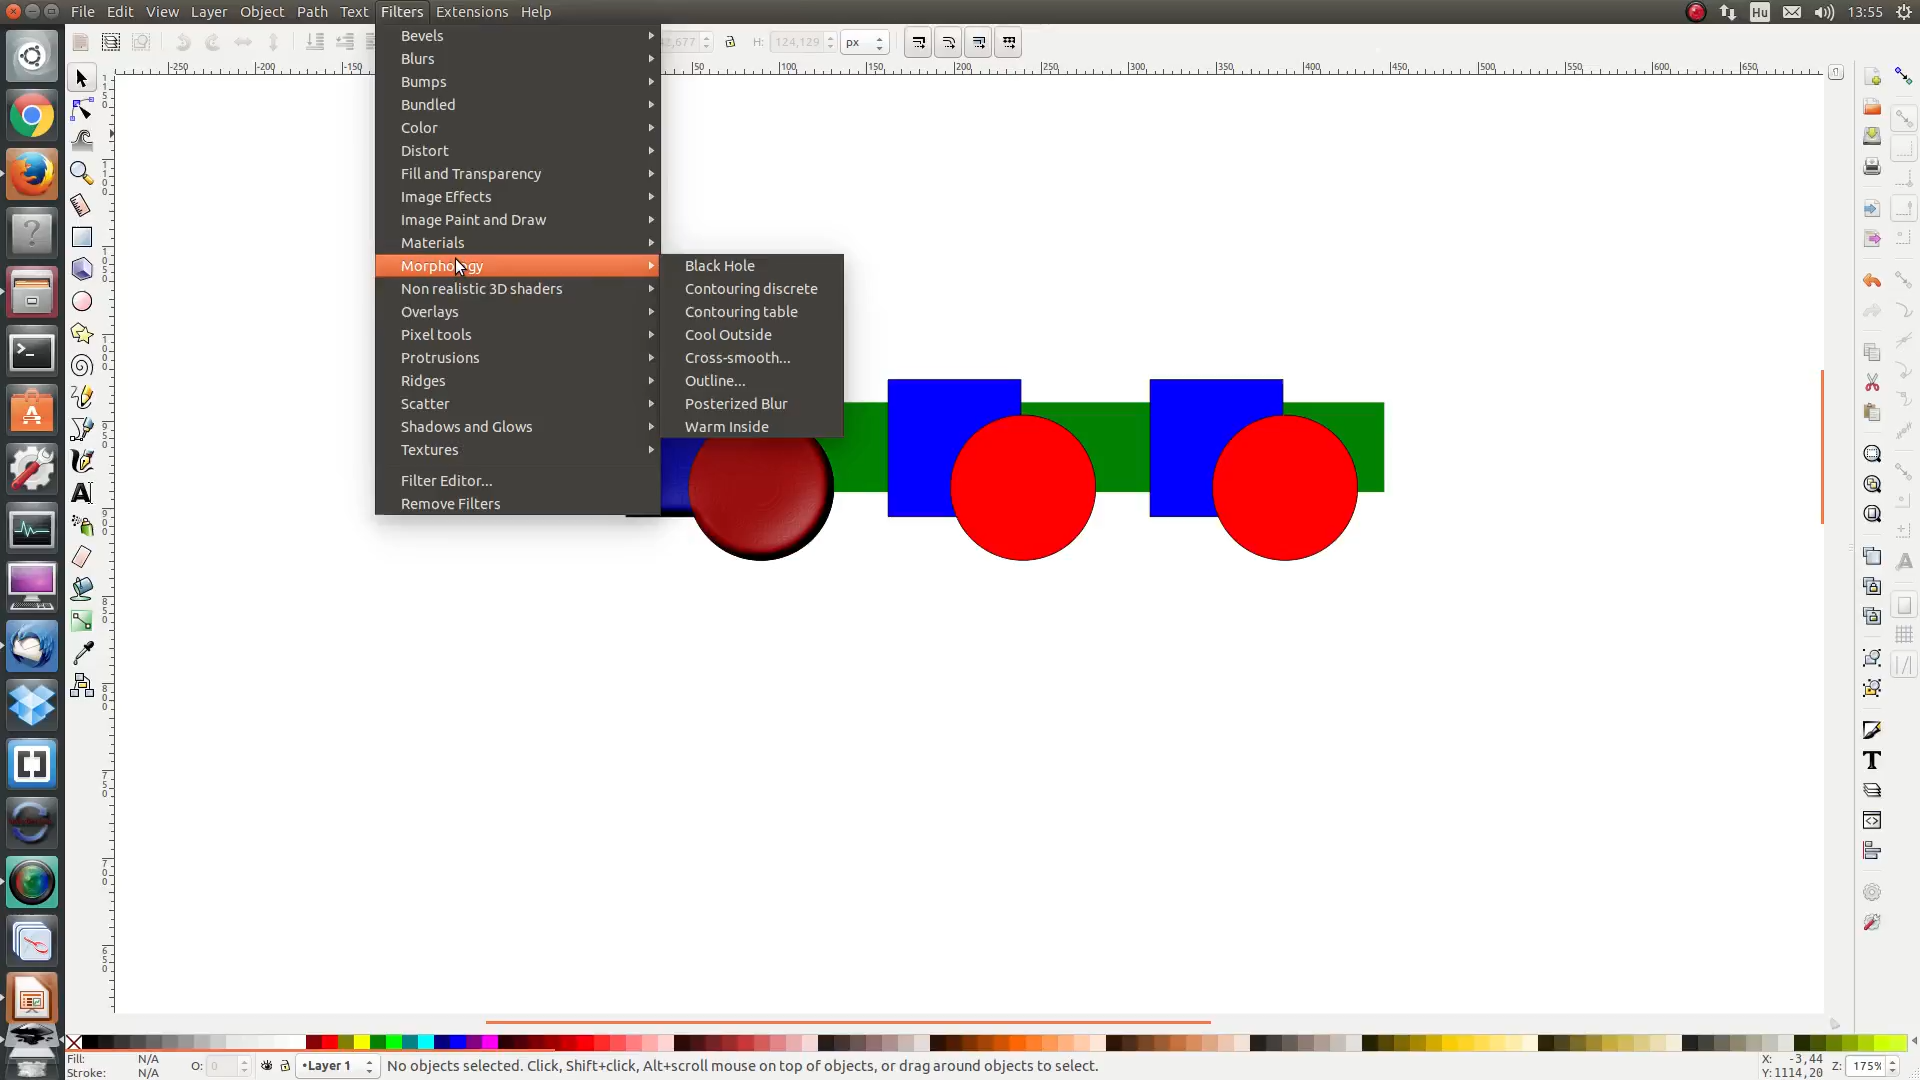 File Edit View Layer Object Path Text Filters Extensions Help
Hu 13:55
H: 124,129 px
-250 -200 -150 50 100 150 200 250 300 350 400 450 500 550 600 650
Bevels
Blurs
Bumps
Bundled
Color
Distort
Fill and Transparency
Image Effects
Image Paint and Draw
Materials
Morphology
Non realistic 3D shaders
Overlays
Pixel tools
Protrusions
Ridges
Scatter
Shadows and Glows
Textures
Filter Editor...
Remove Filters
Black Hole
Contouring discrete
Contouring table
Cool Outside
Cross-smooth...
Outline...
Posterized Blur
Warm Inside
Fill: N/A
Stroke: N/A
O: 0
•Layer 1
No objects selected. Click, Shift+click, Alt+scroll mouse on top of objects, or drag around objects to select.
X: -3,44
Y:1114,20
Z: 175%